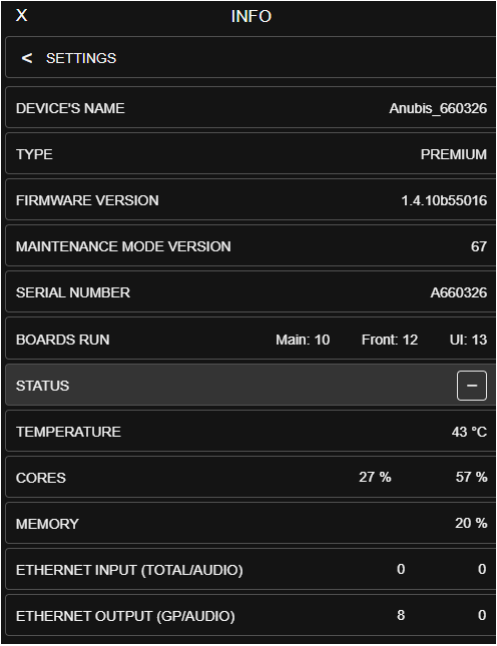 X INFO
< SETTINGS
DEVICE'S NAME Anubis_660326
TYPE PREMIUM
FIRMWARE VERSION 1.4.10b55016
MAINTENANCE MODE VERSION 67
SERIAL NUMBER A660326
BOARDS RUN Main: 10 Front: 12 UI: 13
STATUS −
TEMPERATURE 43 °C
CORES 27 % 57 %
MEMORY 20 %
ETHERNET INPUT (TOTAL/AUDIO) 0 0
ETHERNET OUTPUT (GP/AUDIO) 8 0